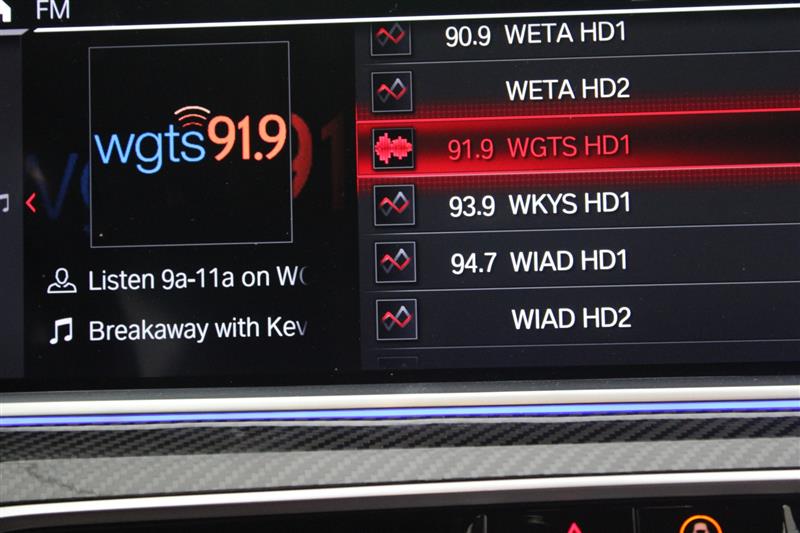 FM
wgts91.9
Listen 9a-11a on
Breakaway with
90.9 WETA HD1
WETA HD2
91.9 WGTS HD1
93.9 WKYS HD1
94.7 WIAD HD1
WIAD HD2